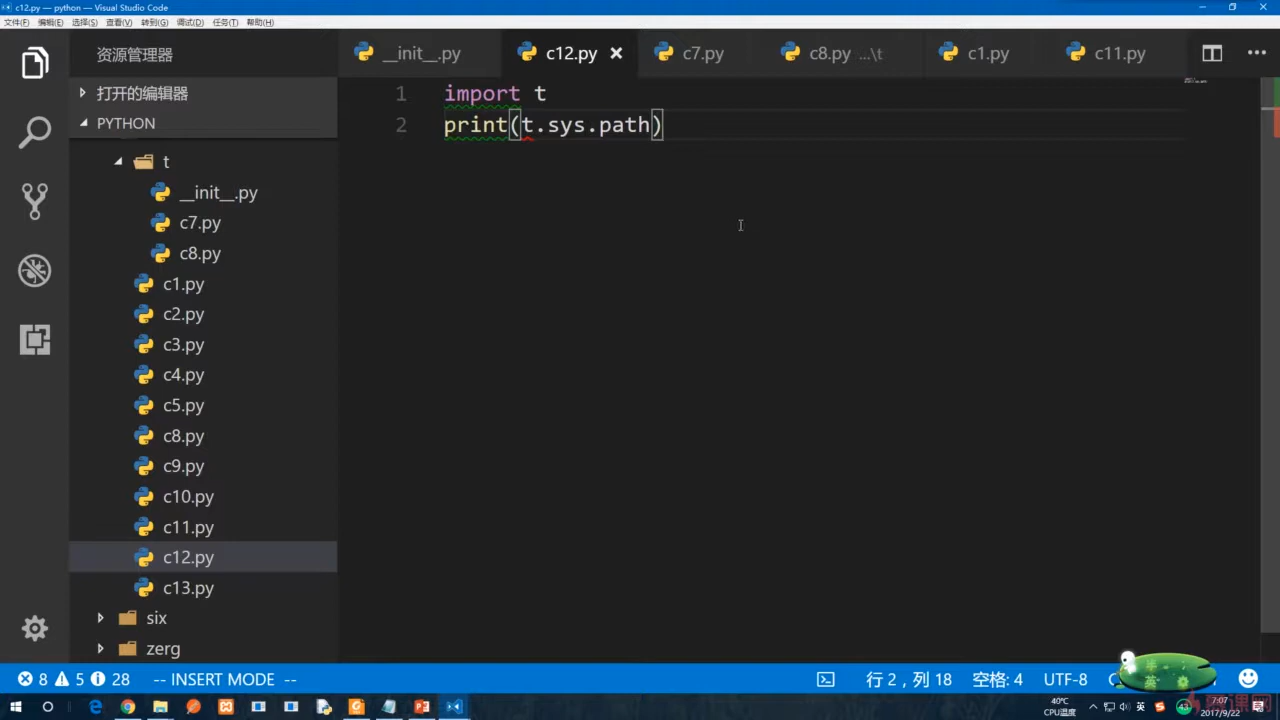 c12.py — python — Visual Studio Code
文件(F) 编辑(E) 选择(S) 查看(V) 转到(G) 调试(D) 任务(T) 帮助(H)
资源管理器
__init__.py c12.py c7.py c8.py ...\t c1.py c11.py
打开的编辑器
PYTHON
t
__init__.py
c7.py
c8.py
c1.py
c2.py
c3.py
c4.py
c5.py
c8.py
c9.py
c10.py
c11.py
c12.py
c13.py
six
zerg
1 import t
2 print(t.sys.path)
8 5 28 -- INSERT MODE -- 行 2，列 18 空格: 4 UTF-8
半
英
40℃
CPU温度
英
43
7:07
2017/9/22